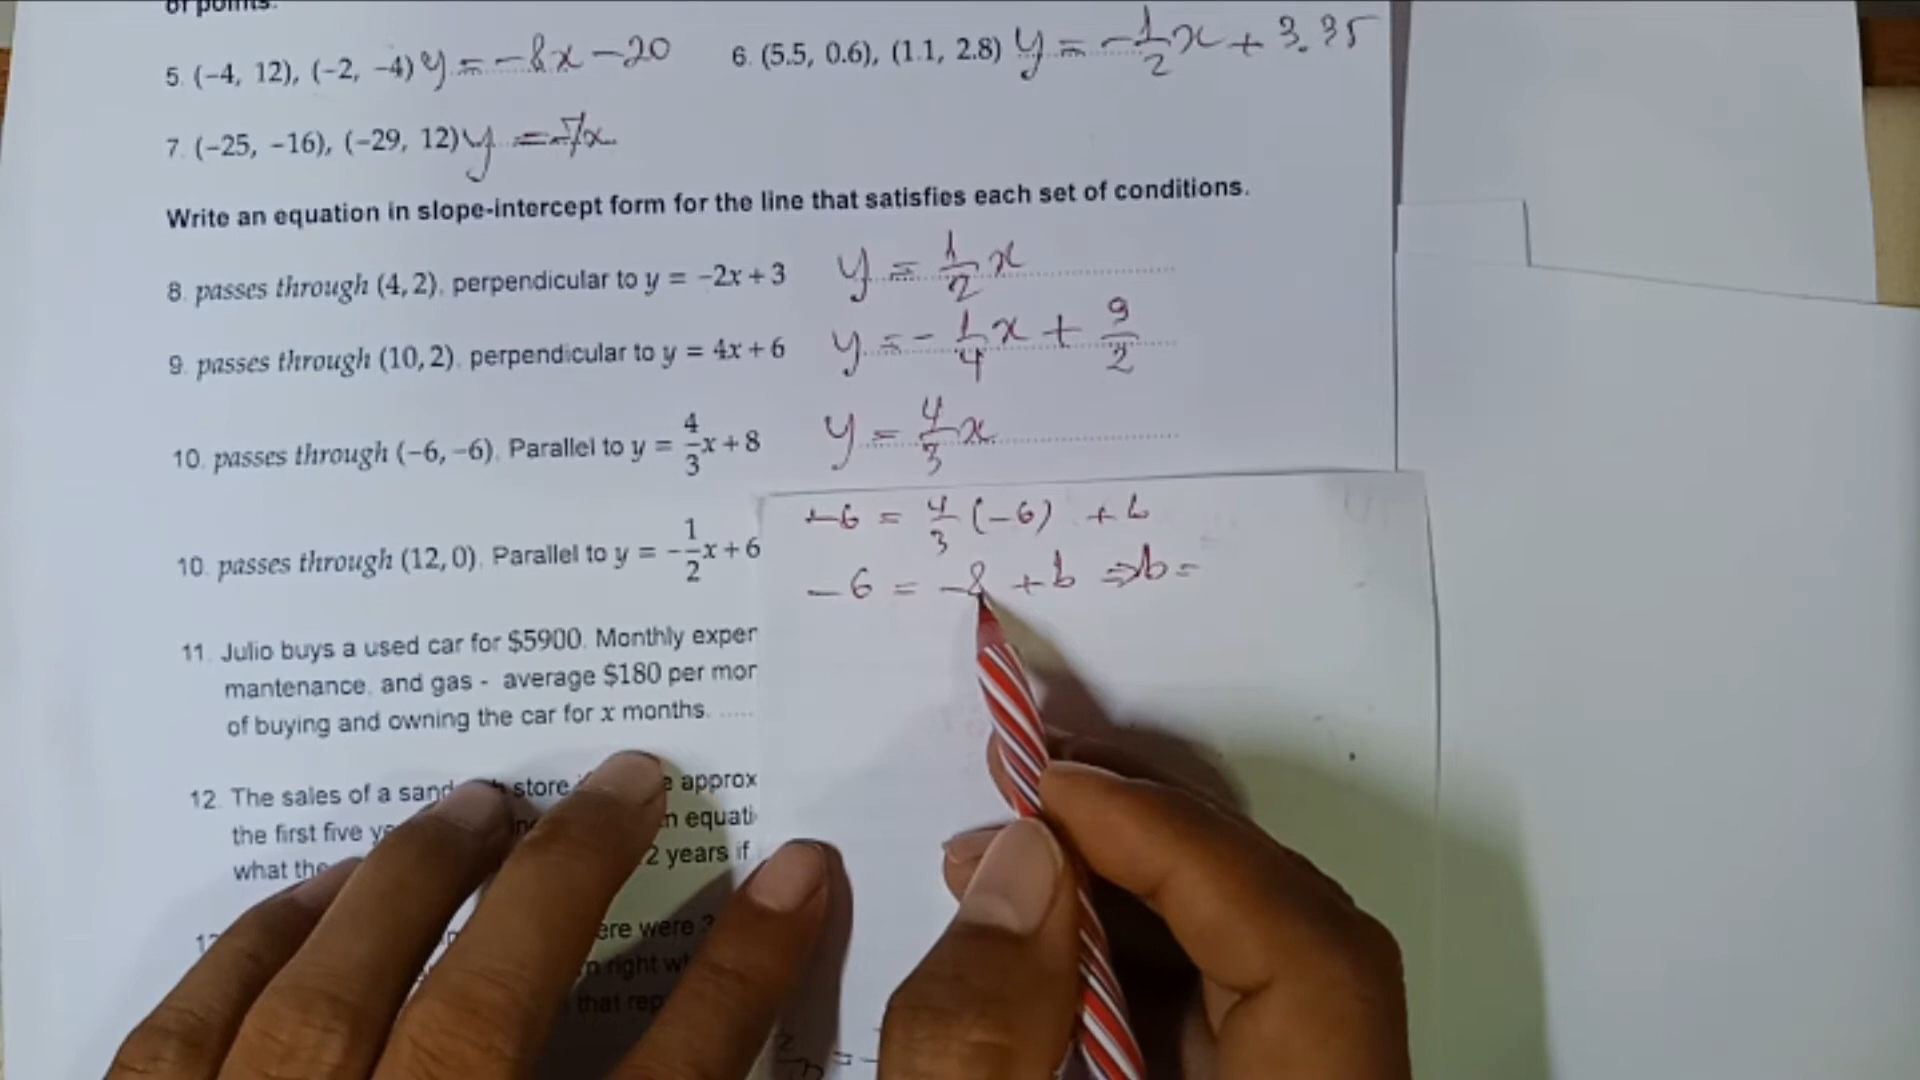 of points.
5. (−4, 12), (−2, −4) y = −8x − 20
6. (5.5, 0.6), (1.1, 2.8) y = −1/2x + 3.35
7. (−25, −16), (−29, 12) y = −7x
Write an equation in slope-intercept form for the line that satisfies each set of conditions.
8. passes through (4, 2), perpendicular to y = −2x + 3 y = 1/2x
9. passes through (10, 2), perpendicular to y = 4x + 6 y = −1/4x + 9/2
10. passes through (−6, −6). Parallel to y = 4/3x + 8 y = 4/3x
−6 = 4/3(−6) + b
10. passes through (12, 0). Parallel to y = −1/2x + 6
−6 = −8 + b ⇒ b =
11. Julio buys a used car for $5900. Monthly exper
mantenance, and gas - average $180 per mor
of buying and owning the car for x months. .....
12. The sales of a sand store approx
the first five equati
what the 2 years if
ere were 3
right
that rep